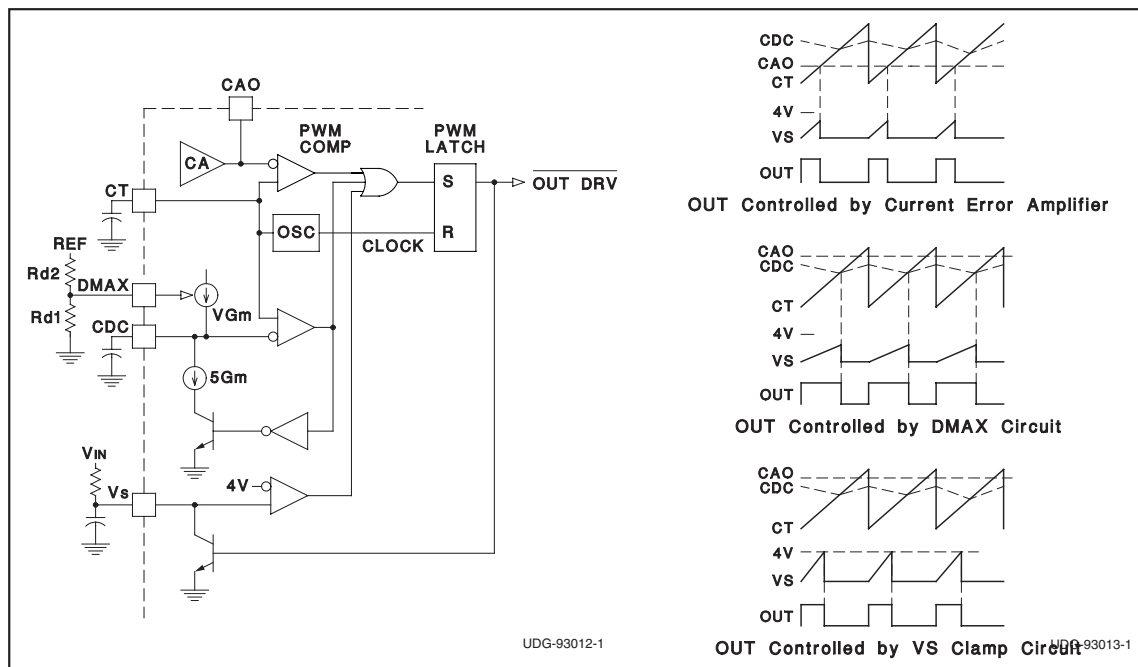 CAO
PWM
COMP
PWM
LATCH
CA
S
R
OUT DRV
CT
OSC
CLOCK
REF
Rd2
DMAX
Rd1
VGm
CDC
5Gm
VIN
Vs
4V
UDG-93012-1
CDC
CAO
CT
4V
VS
OUT
OUT Controlled by Current Error Amplifier
CAO
CDC
CT
4V
VS
OUT
OUT Controlled by DMAX Circuit
CAO
CDC
CT
4V
VS
OUT
OUT Controlled by VS Clamp Circuit
UDG-93013-1